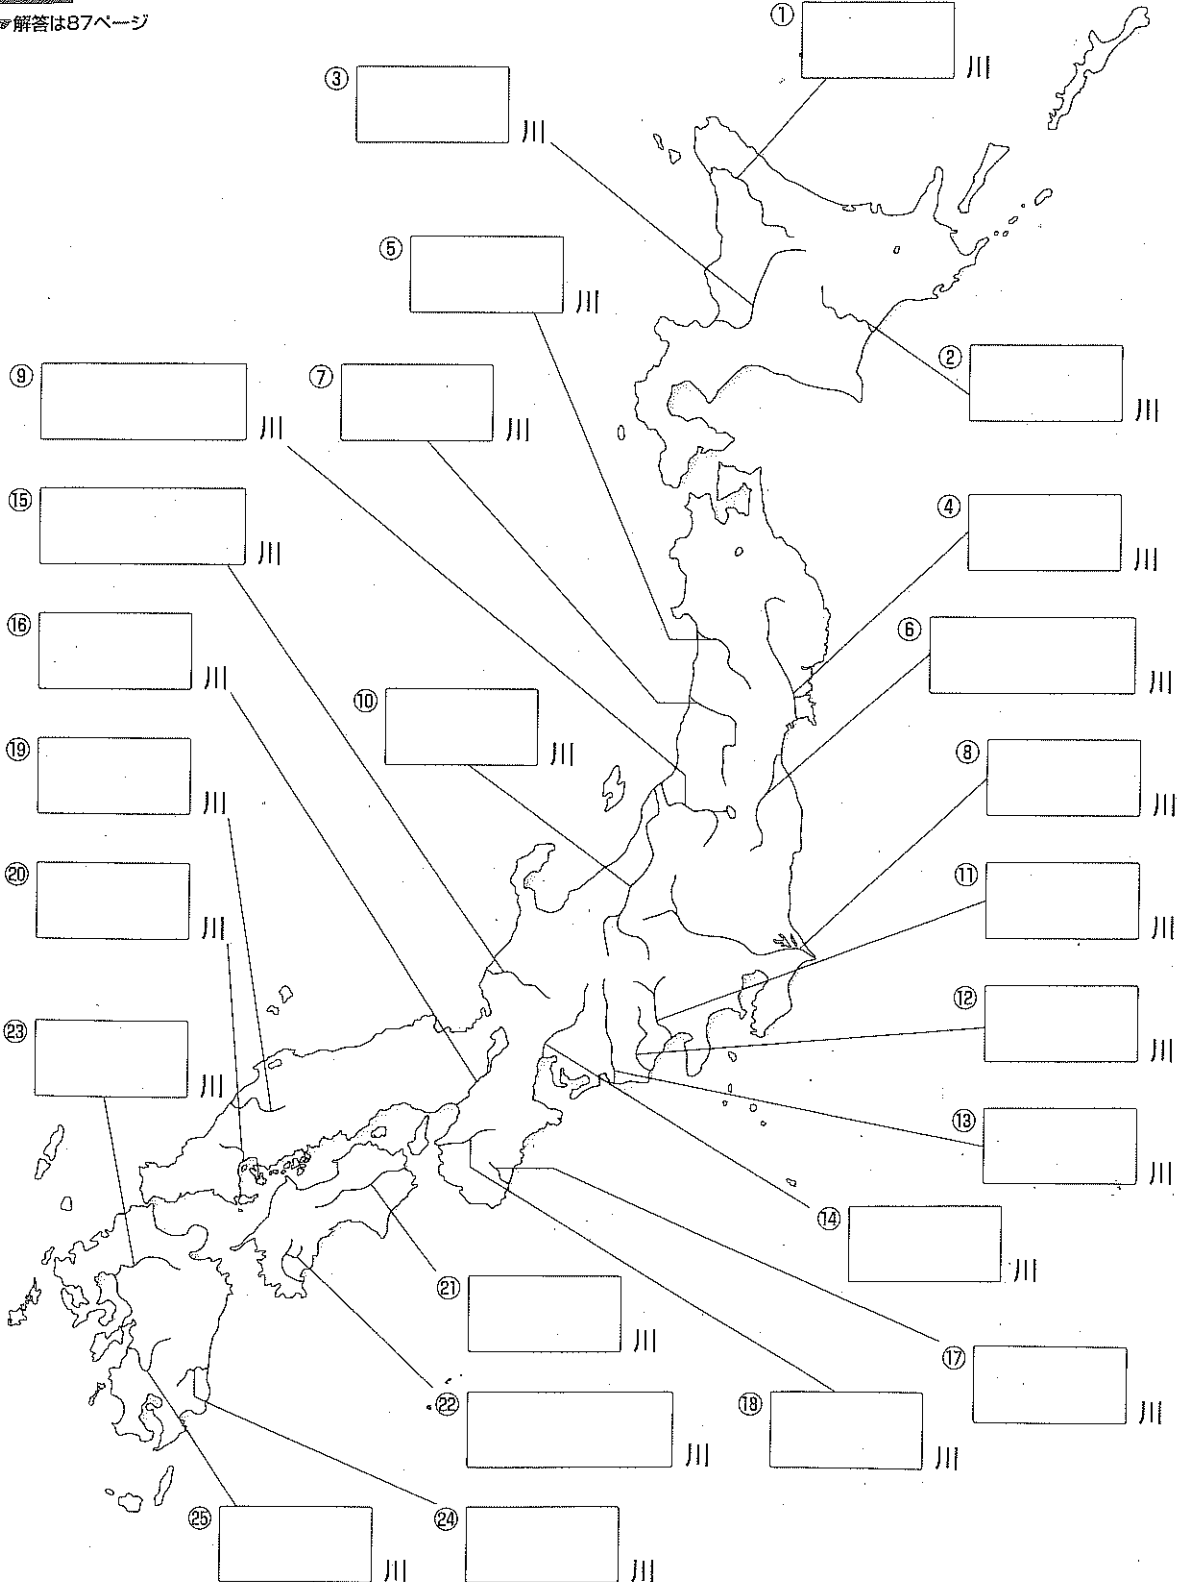 ☞解答は87ページ
① 川
③ 川
⑤ 川
② 川
⑨ 川
⑦ 川
⑮ 川
④ 川
⑯ 川
⑥ 川
⑩ 川
⑲ 川
⑧ 川
⑳ 川
⑪ 川
⑫ 川
㉓ 川
⑬ 川
⑭ 川
㉑ 川
⑰ 川
㉒ 川
⑱ 川
㉕ 川
㉔ 川